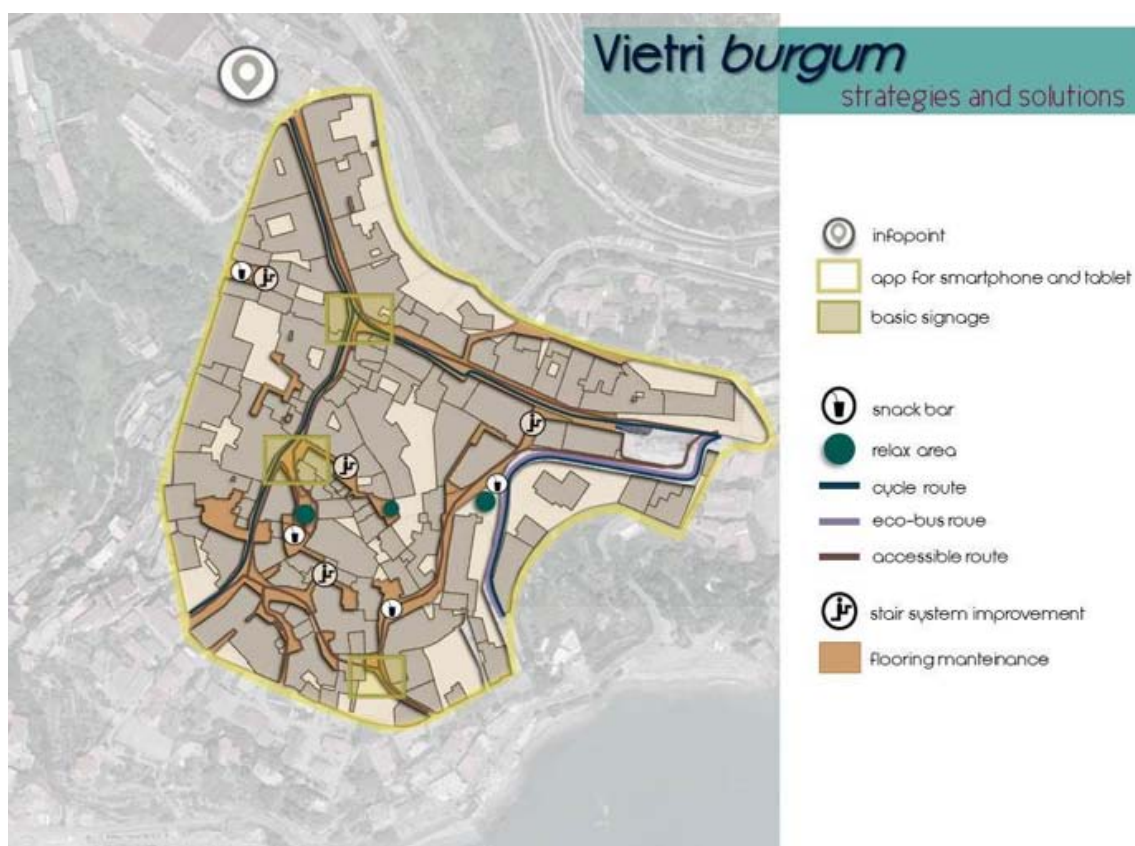 Vietri burgum
strategies and solutions
infopoint
app for smartphone and tablet
basic signage
snack bar
relax area
cycle route
eco-bus roue
accessible route
stair system improvement
flooring manteinance